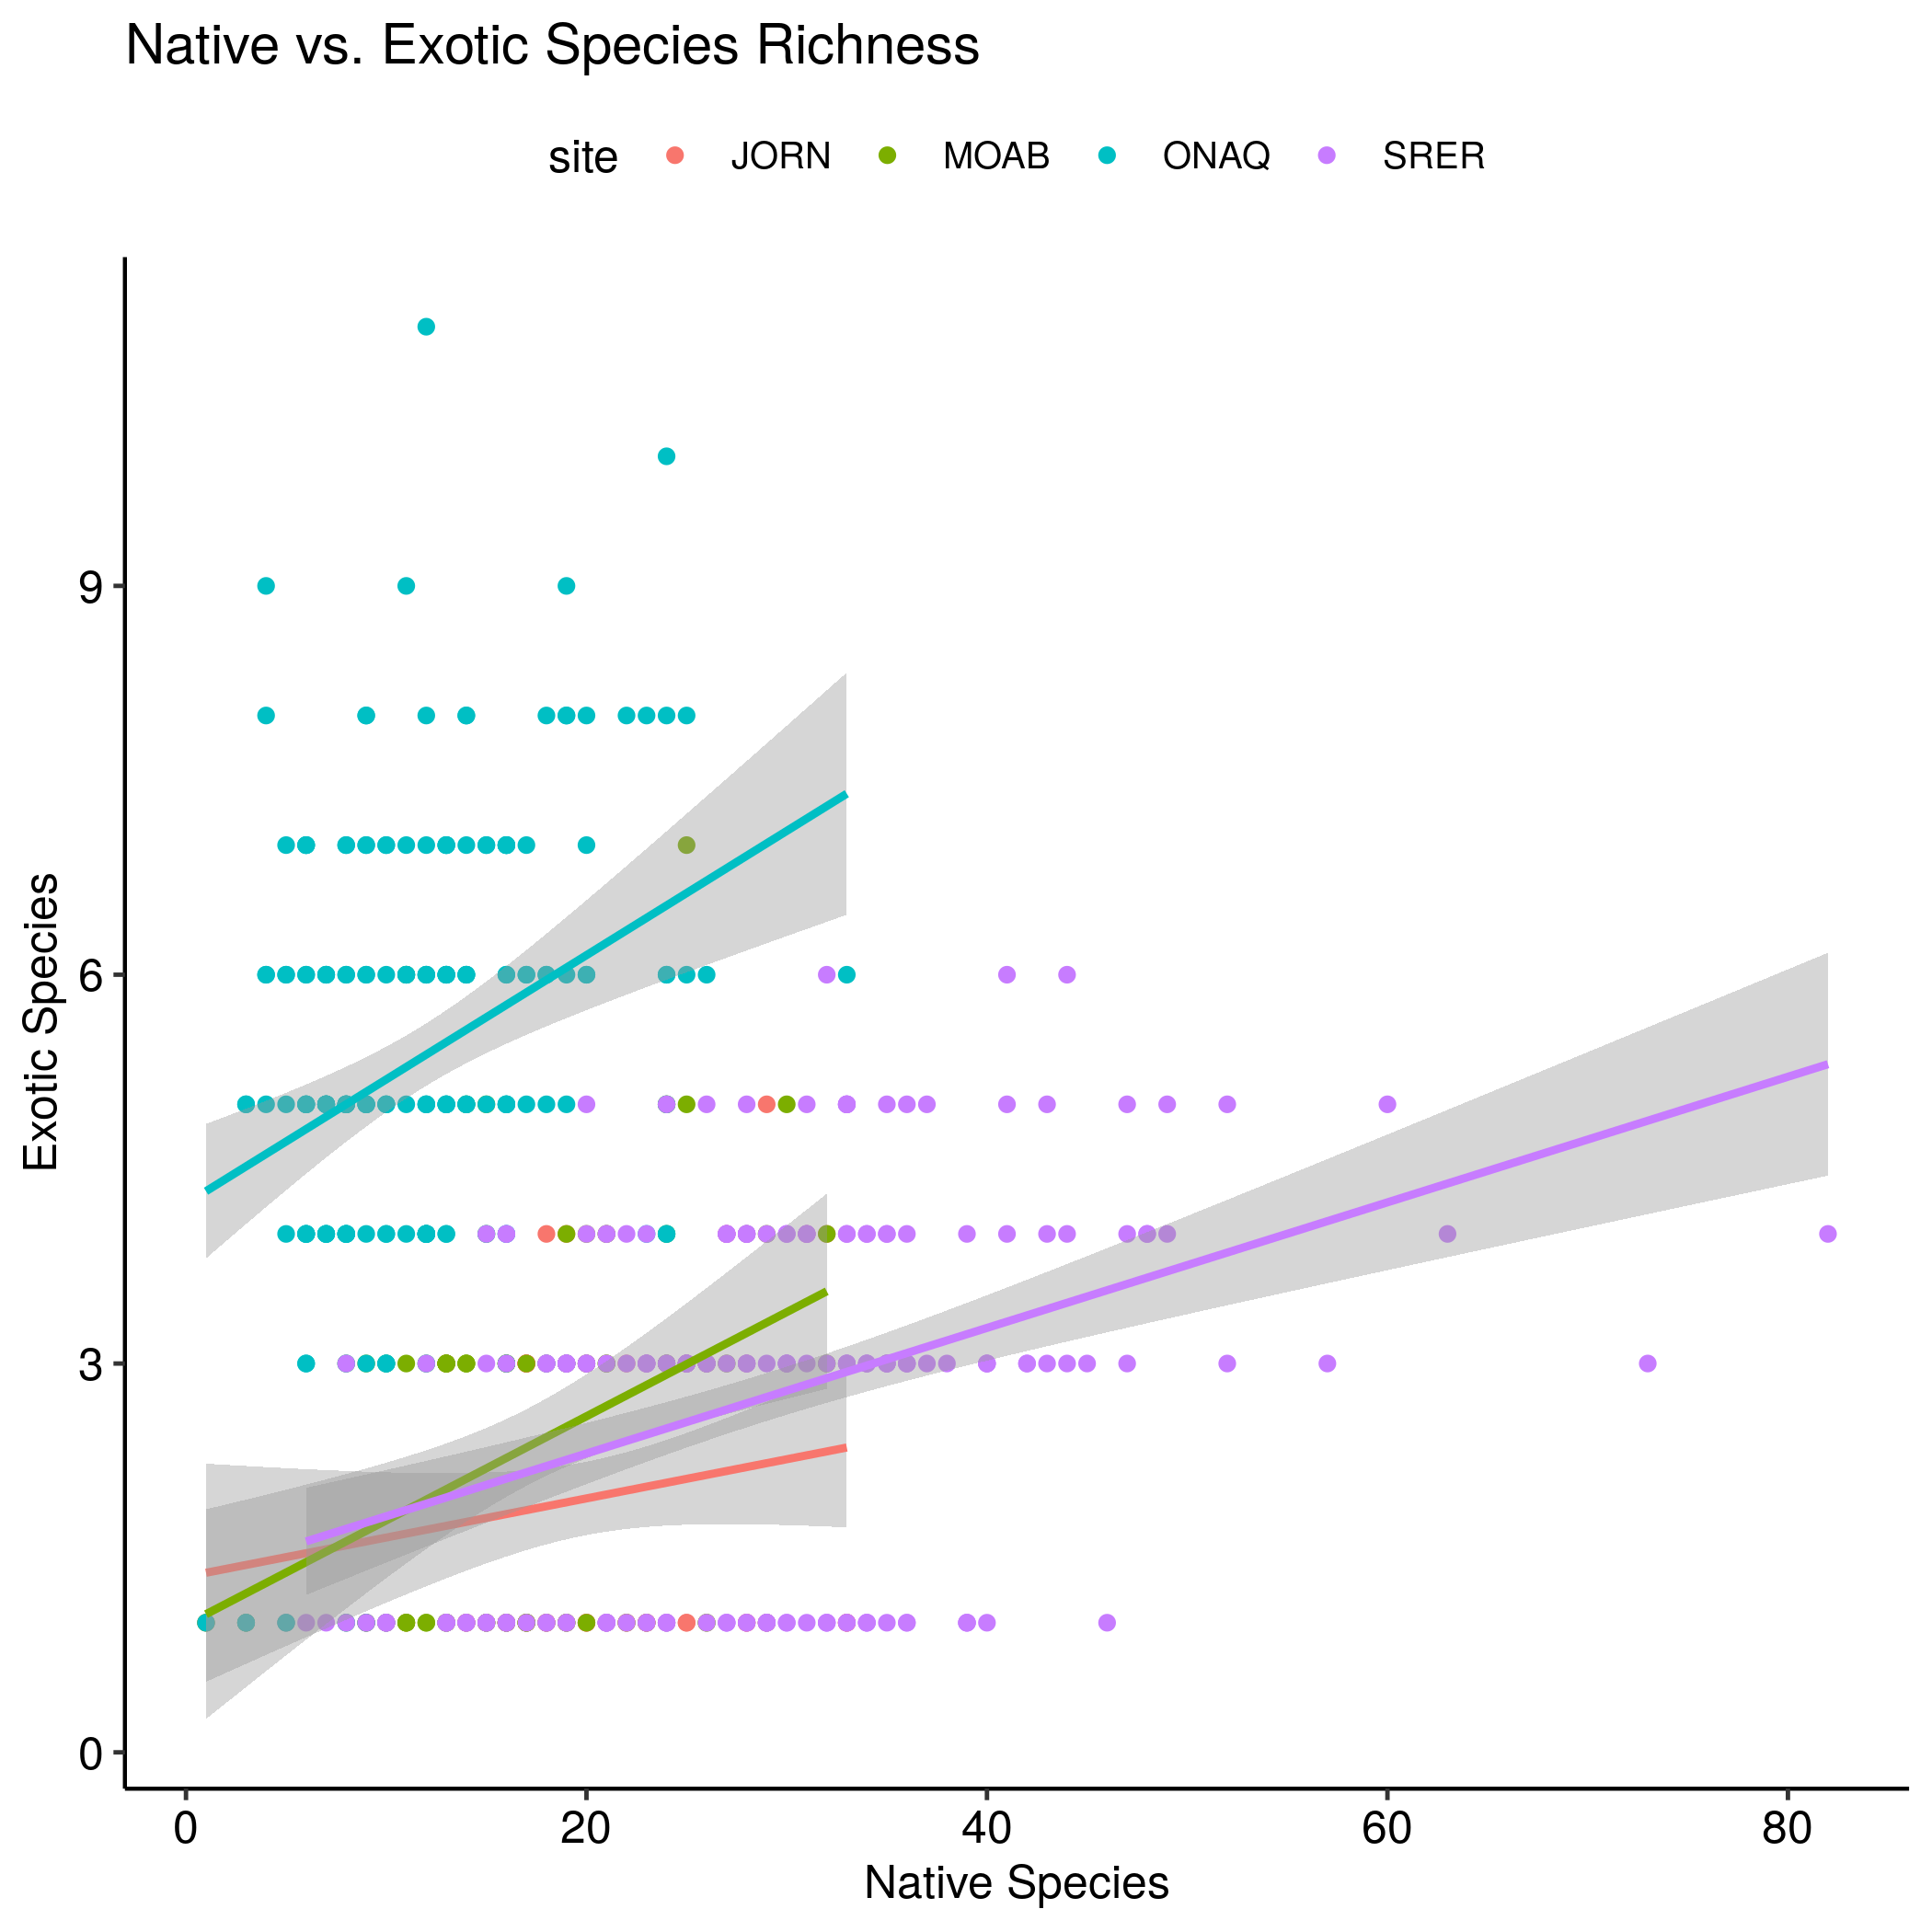 Native vs. Exotic Species Richness
site JORN MOAB ONAQ SRER
9
6
3
0
Exotic Species
0 20 40 60 80
Native Species